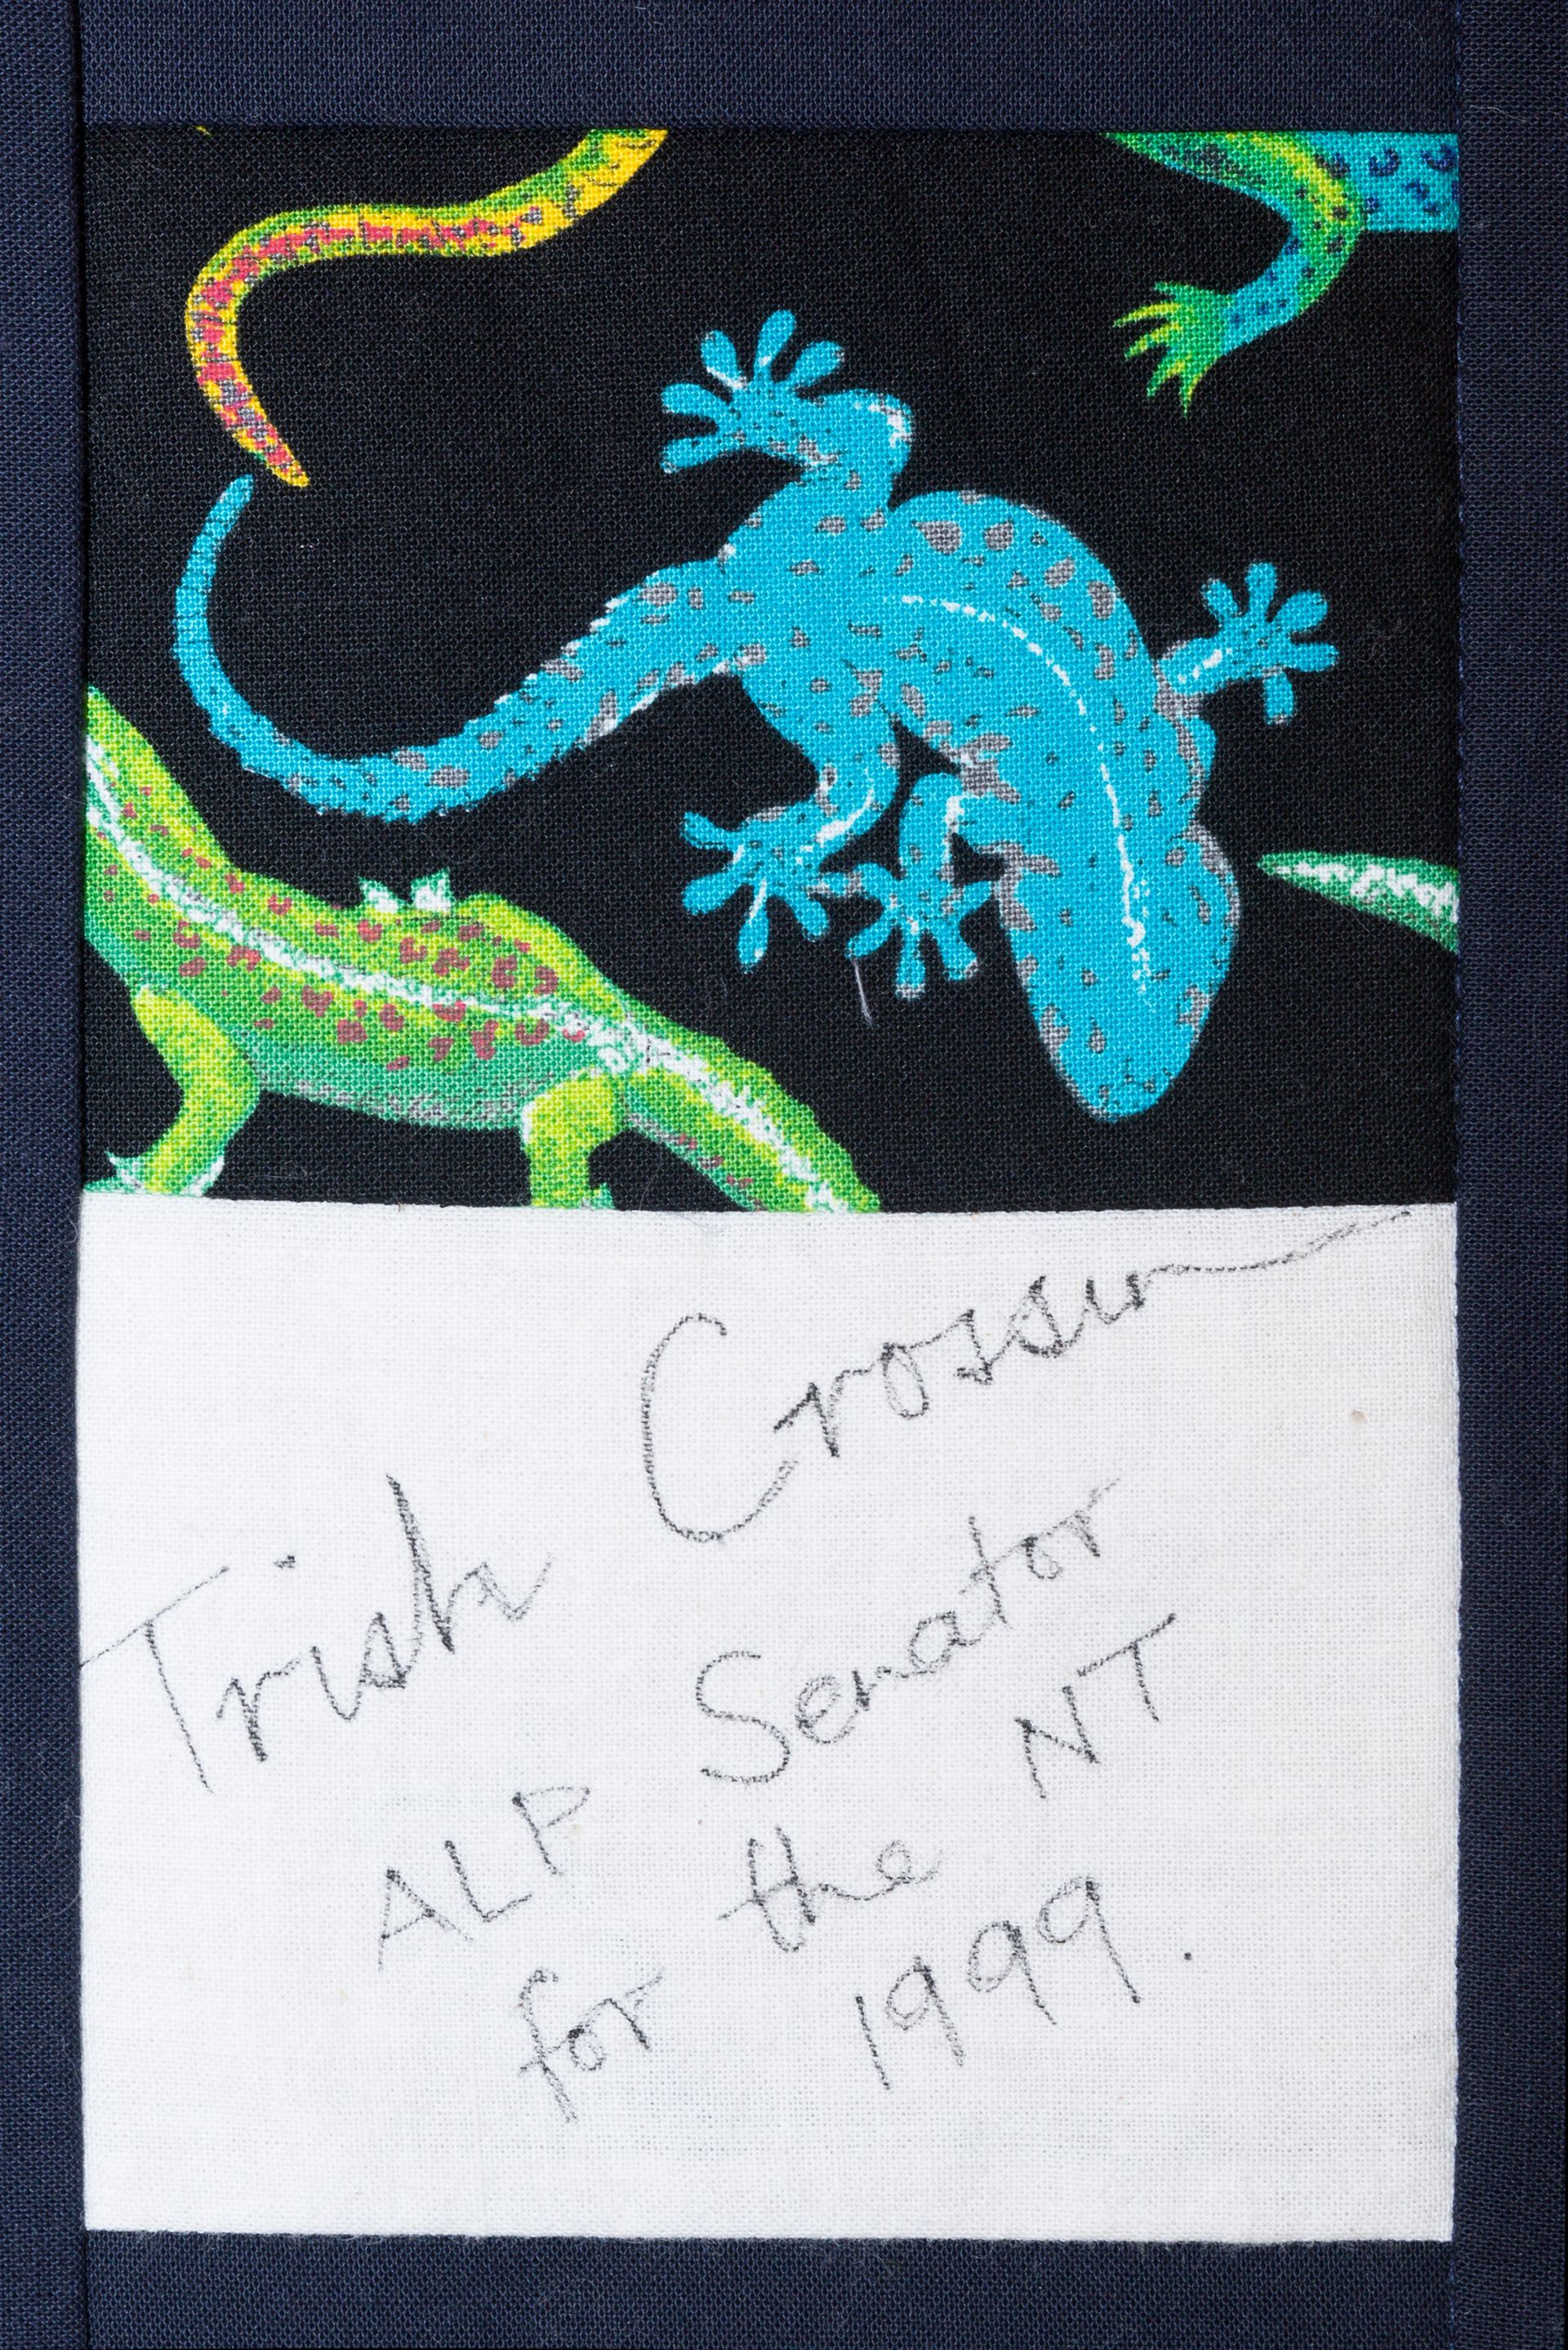 Trish Crossin
ALP Senator
for the NT
1999.